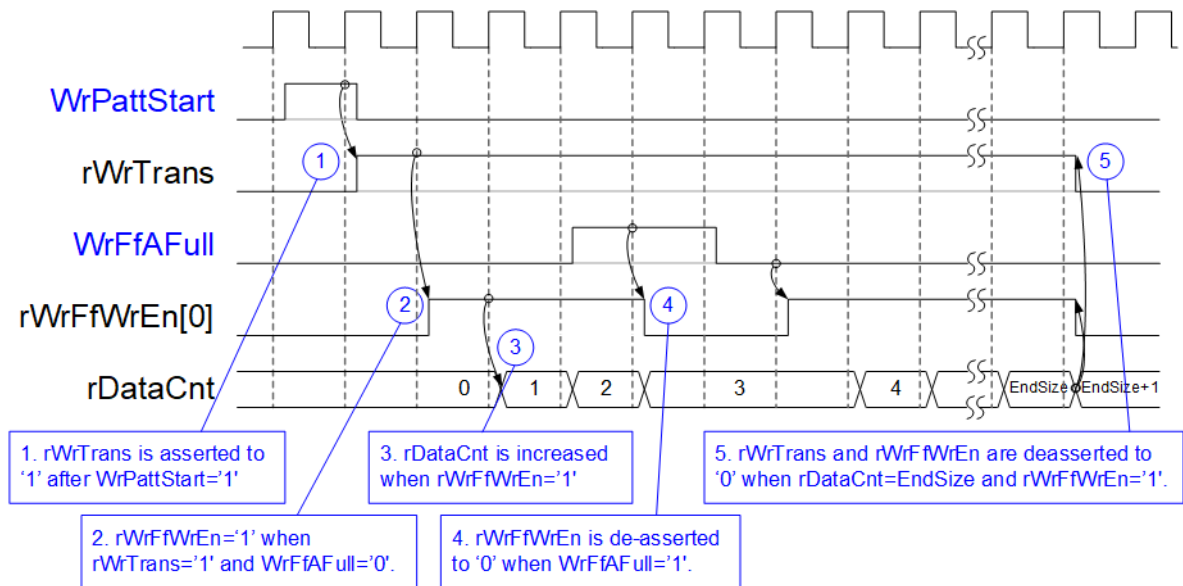 WrPattStart
rWrTrans
1
5
WrFfAFull
rWrFfWrEn[0]
2
4
3
rDataCnt
0
1
2
3
4
EndSize
EndSize+1
1. rWrTrans is asserted to
‘1’ after WrPattStart='1'
3. rDataCnt is increased
when rWrFfWrEn='1'
5. rWrTrans and rWrFfWrEn are deasserted to
‘0’ when rDataCnt=EndSize and rWrFfWrEn='1'.
2. rWrFfWrEn=‘1’ when
rWrTrans=’1' and WrFfAFull=’0'.
4. rWrFfWrEn is de-asserted
to ‘0’ when WrFfAFull=’1'.